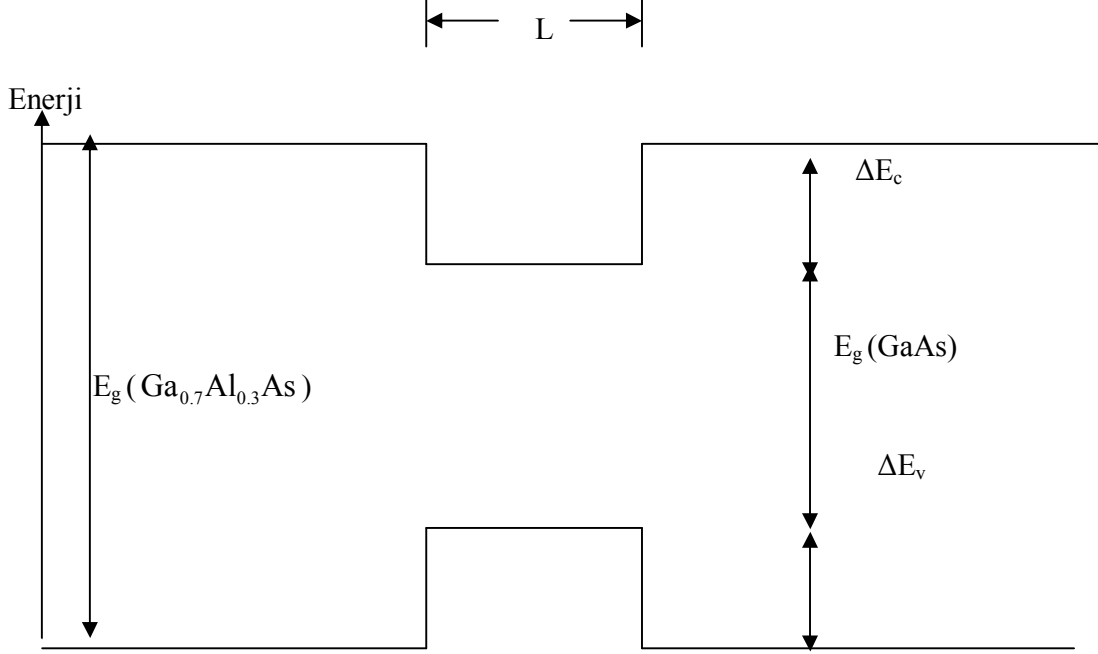 L
Enerji
ΔE_c
E_g (GaAs)
E_g ( Ga_0.7Al_0.3As )
ΔE_v